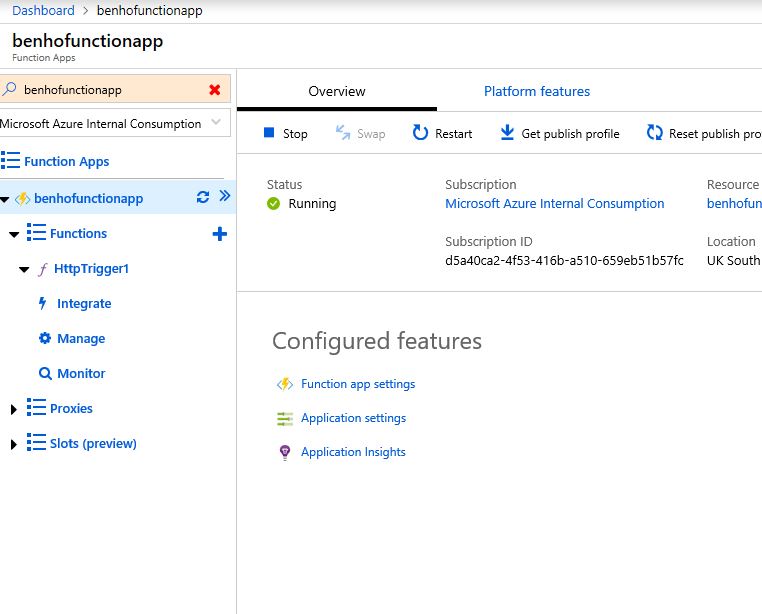 Dashboard > benhofunctionapp
benhofunctionapp
Function Apps
benhofunctionapp
Microsoft Azure Internal Consumption
Function Apps
benhofunctionapp
Functions
HttpTrigger1
Integrate
Manage
Monitor
Proxies
Slots (preview)
Overview Platform features
Stop Swap Restart Get publish profile Reset publish pro
Status Subscription Resource
Running Microsoft Azure Internal Consumption benhofun
Subscription ID Location
d5a40ca2-4f53-416b-a510-659eb51b57fc UK South
Configured features
Function app settings
Application settings
Application Insights